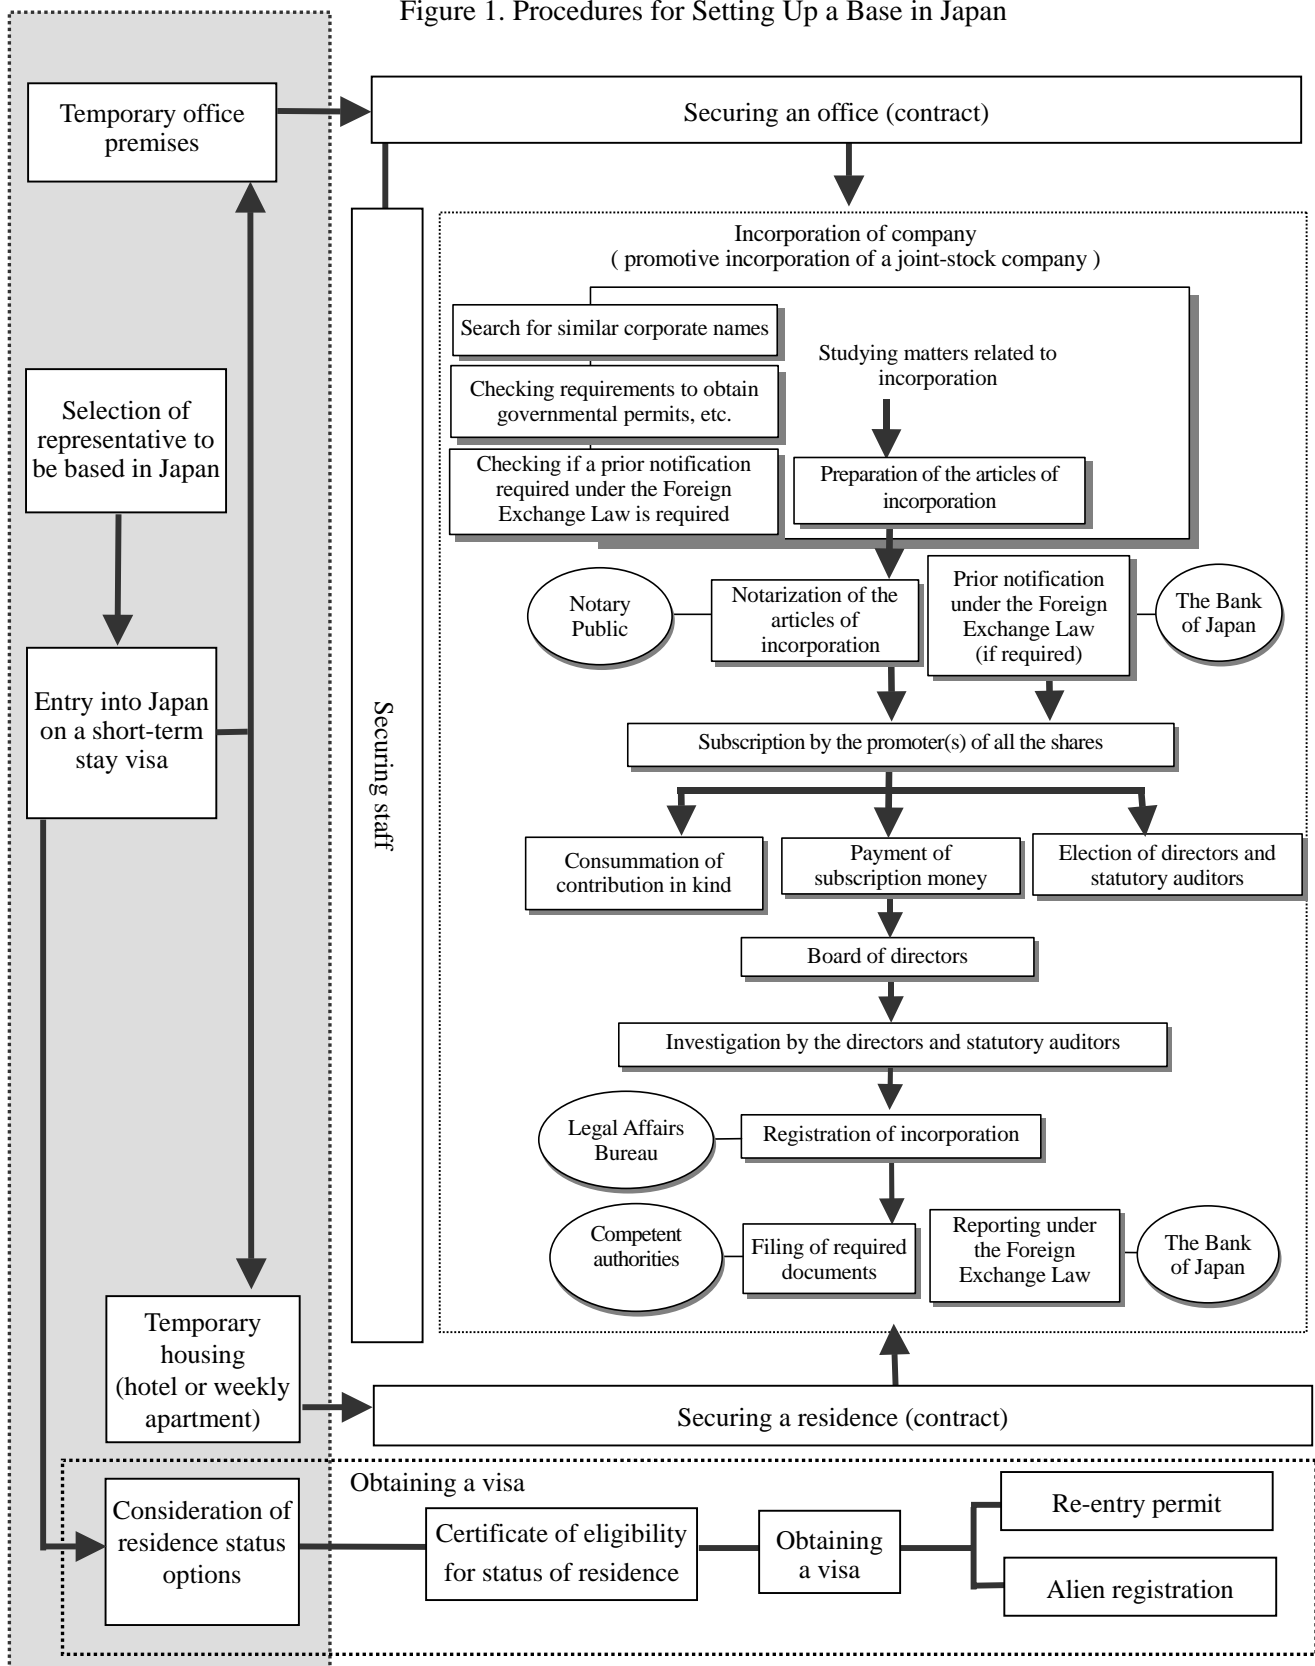 Figure 1. Procedures for Setting Up a Base in Japan
Temporary office
premises
Securing an office (contract)
Selection of
representative to
be based in Japan
Entry into Japan
on a short-term
stay visa
Securing staff
Incorporation of company
( promotive incorporation of a joint-stock company )
Search for similar corporate names
Checking requirements to obtain
governmental permits, etc.
Checking if a prior notification
required under the Foreign
Exchange Law is required
Studying matters related to
incorporation
Preparation of the articles of
incorporation
Notary
Public
Notarization of the
articles of
incorporation
Prior notification
under the Foreign
Exchange Law
(if required)
The Bank
of Japan
Subscription by the promoter(s) of all the shares
Consummation of
contribution in kind
Payment of
subscription money
Election of directors and
statutory auditors
Board of directors
Investigation by the directors and statutory auditors
Legal Affairs
Bureau
Registration of incorporation
Competent
authorities
Filing of required
documents
Reporting under
the Foreign
Exchange Law
The Bank
of Japan
Temporary
housing
(hotel or weekly
apartment)
Securing a residence (contract)
Obtaining a visa
Consideration of
residence status
options
Certificate of eligibility
for status of residence
Obtaining
a visa
Re-entry permit
Alien registration